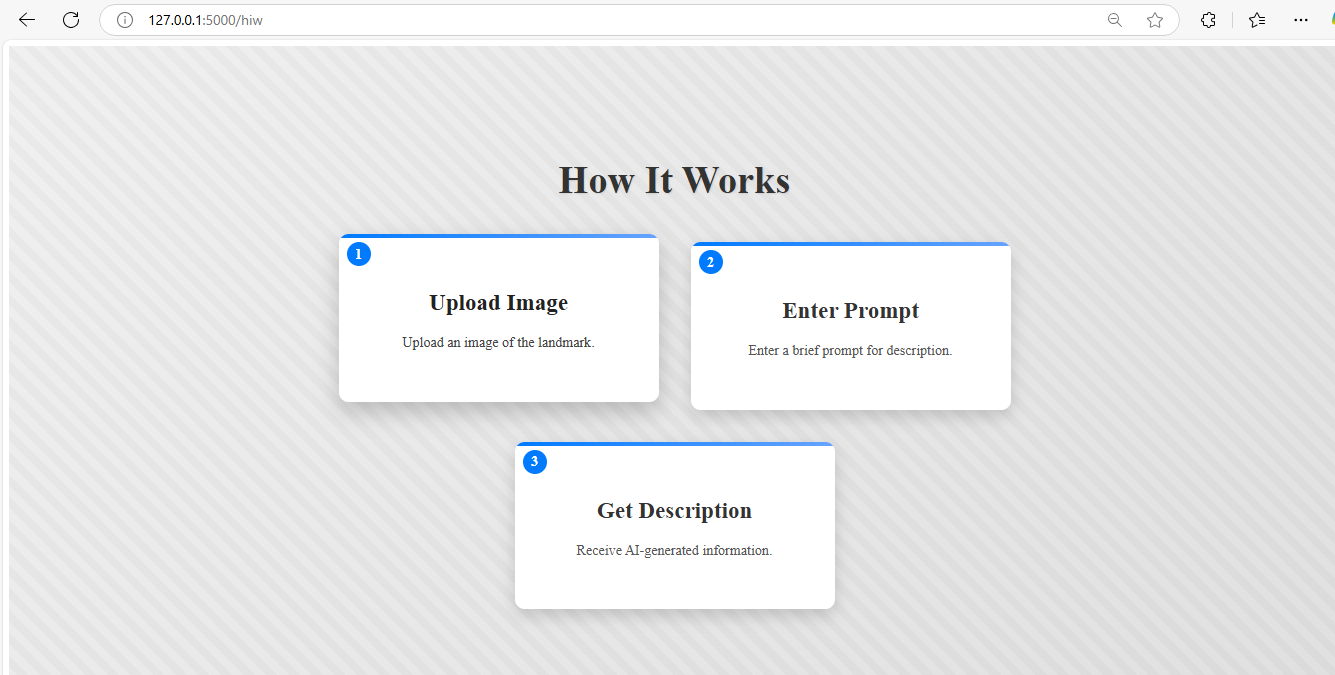 127.0.0.1:5000/hiw
How It Works
1
Upload Image
Upload an image of the landmark.
2
Enter Prompt
Enter a brief prompt for description.
3
Get Description
Receive AI-generated information.